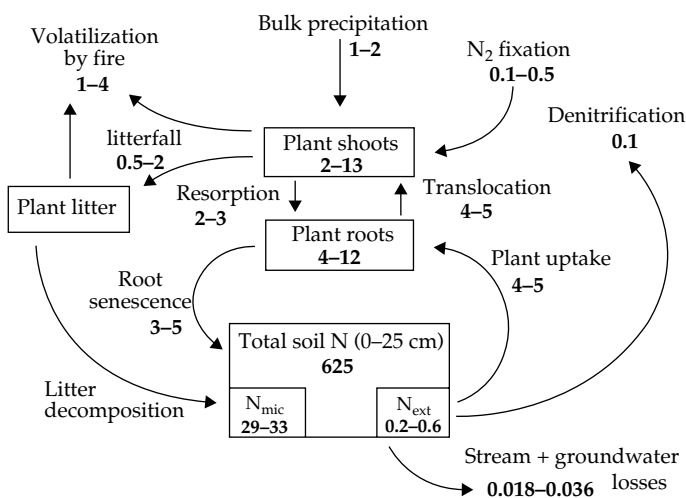 Bulk precipitation
1–2
Volatilization
by fire
1–4
N2 fixation
0.1–0.5
Denitrification
0.1
litterfall
0.5–2
Plant shoots
2–13
Plant litter
Resorption
2–3
Translocation
4–5
Plant roots
4–12
Plant uptake
4–5
Root
senescence
3–5
Total soil N (0–25 cm)
625
Litter
decomposition
Nmic
29–33
Next
0.2–0.6
Stream + groundwater
0.018–0.036 losses